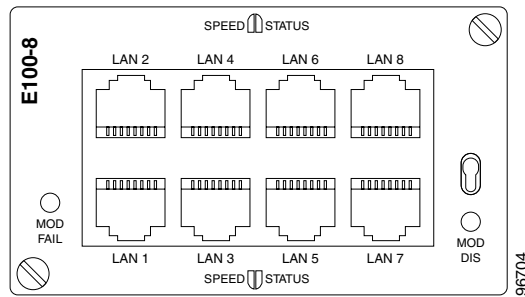 SPEED STATUS
E100-8
LAN 2 LAN 4 LAN 6 LAN 8
MOD
FAIL
MOD
DIS
LAN 1 LAN 3 LAN 5 LAN 7
SPEED STATUS
96704